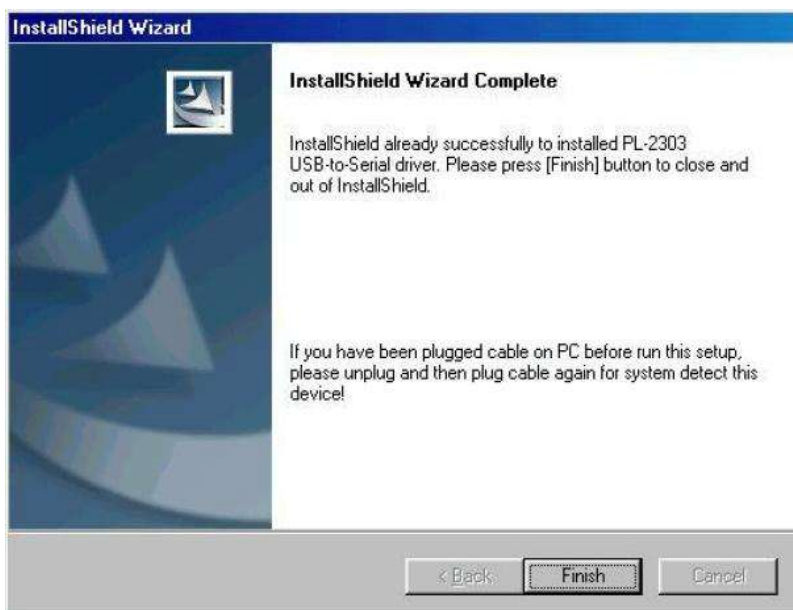 InstallShield Wizard
InstallShield Wizard Complete
InstallShield already successfully to installed PL-2303
USB-to-Serial driver. Please press [Finish] button to close and
out of InstallShield.
If you have been plugged cable on PC before run this setup,
please unplug and then plug cable again for system detect this
device!
< Back Finish Cancel